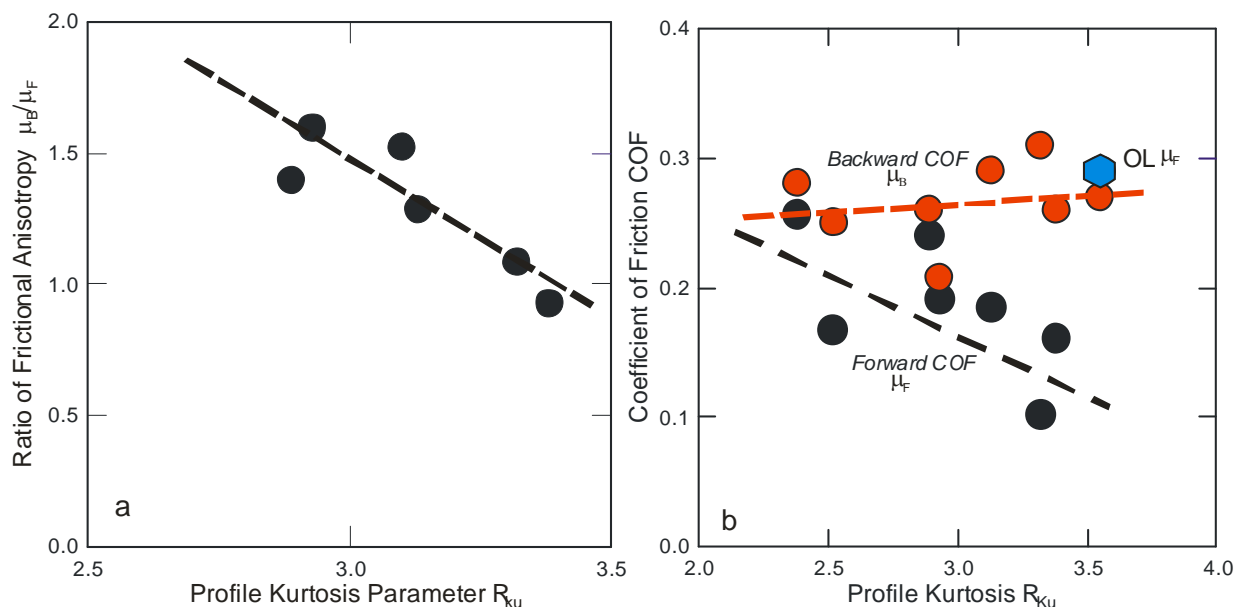 2.0
1.5
1.0
0.5
0.0
2.5
3.0
3.5
Ratio of Frictional Anisotropy μB/μF
Profile Kurtosis Parameter Rku
a
0.4
0.3
0.2
0.1
0.0
2.0
2.5
3.0
3.5
4.0
Coefficient of Friction COF
Profile Kurtosis RKu
Backward COF
μB
OL μF
Forward COF
μF
b